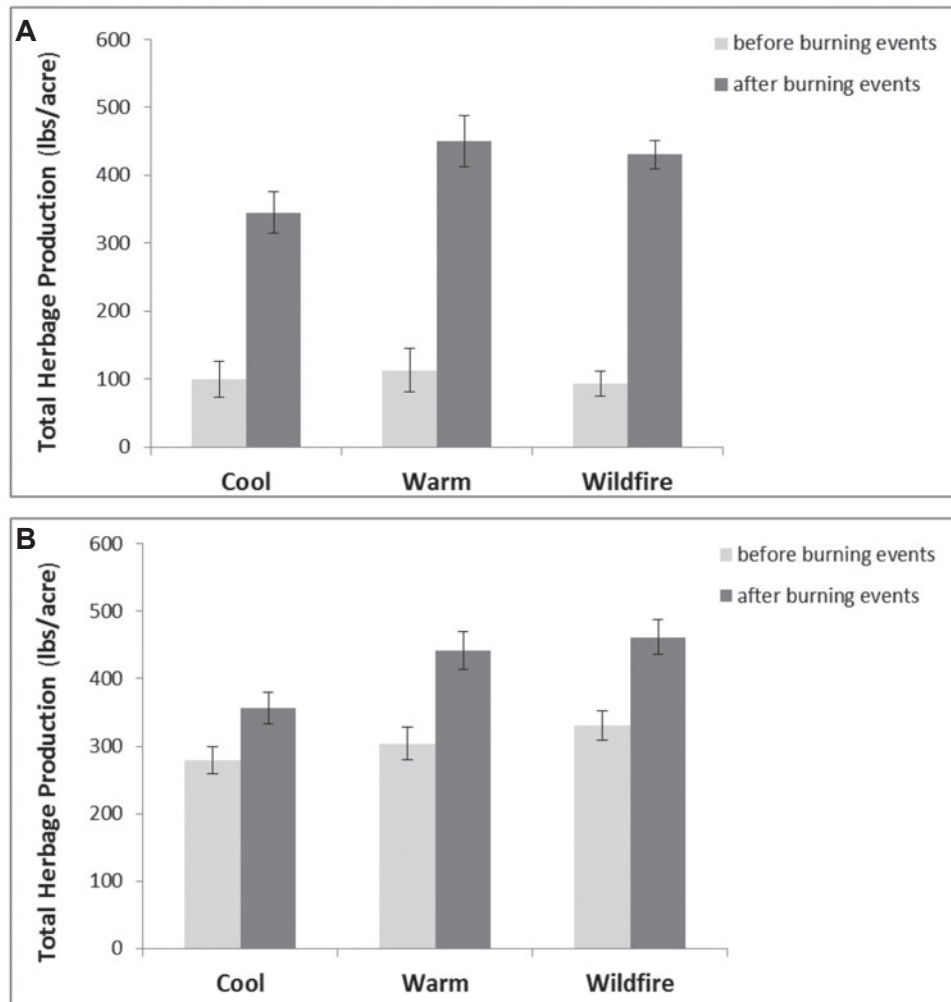 A
Total Herbage Production (lbs/acre)
600
500
400
300
200
100
0
Cool Warm Wildfire
before burning events
after burning events
B
Total Herbage Production (lbs/acre)
600
500
400
300
200
100
0
Cool Warm Wildfire
before burning events
after burning events